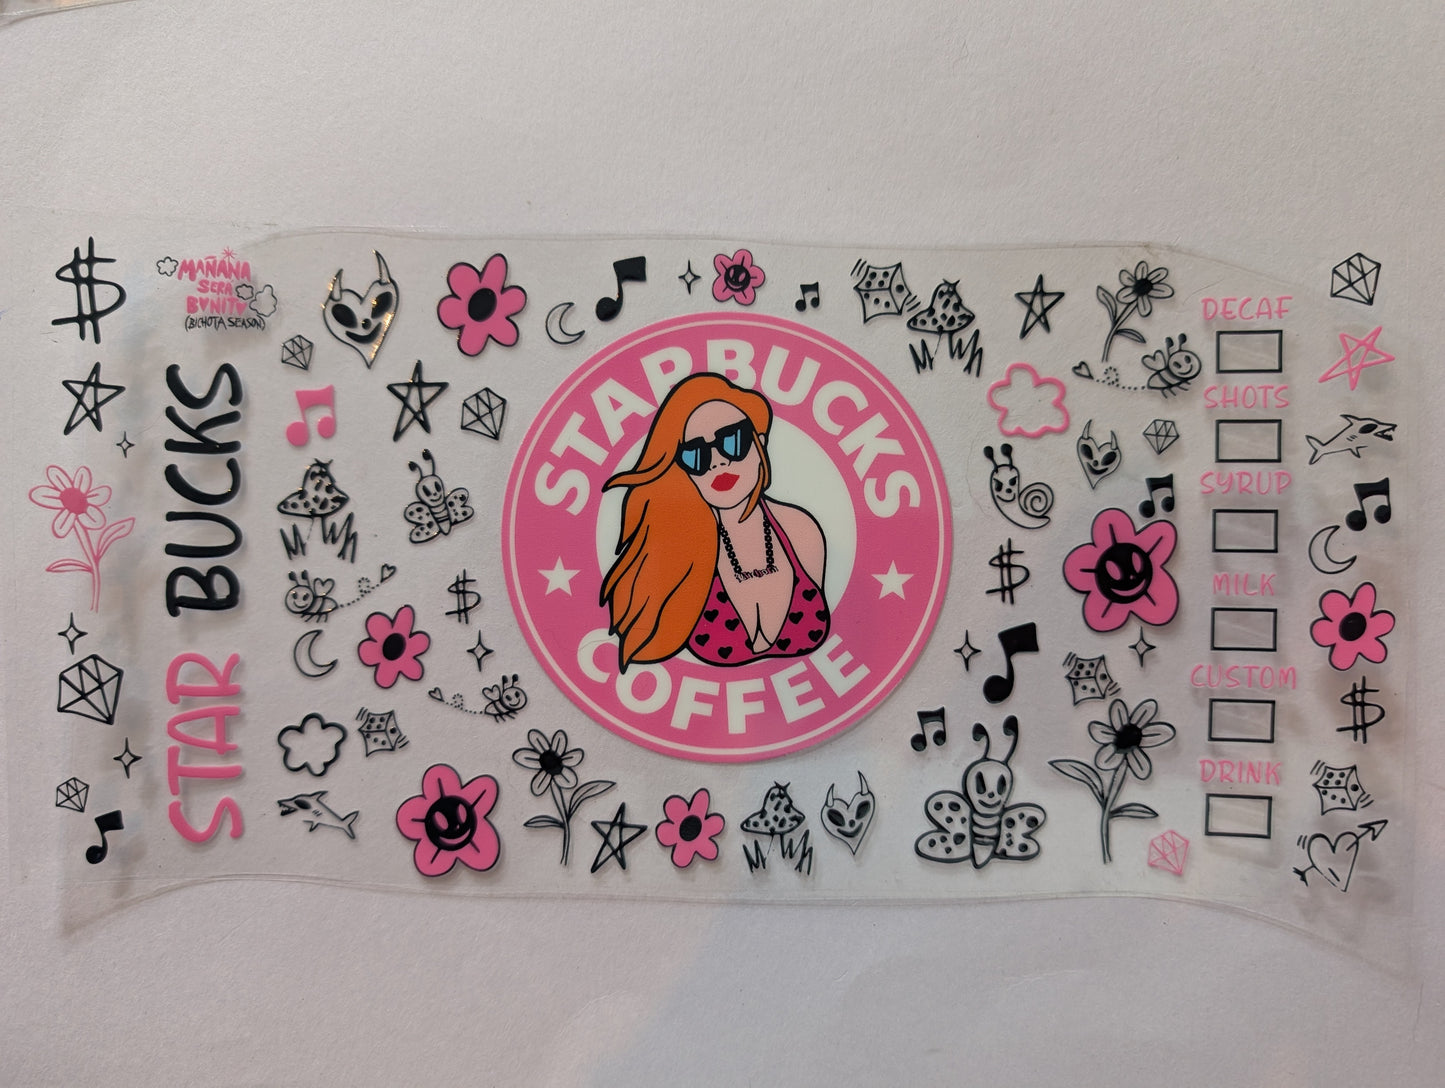 MAÑANA
SERA
BONITO
(BICHOTA SEASON)
STAR BUCKS
STARBUCKS
COFFEE
DECAF
SHOTS
SYRUP
MILK
CUSTOM
DRINK